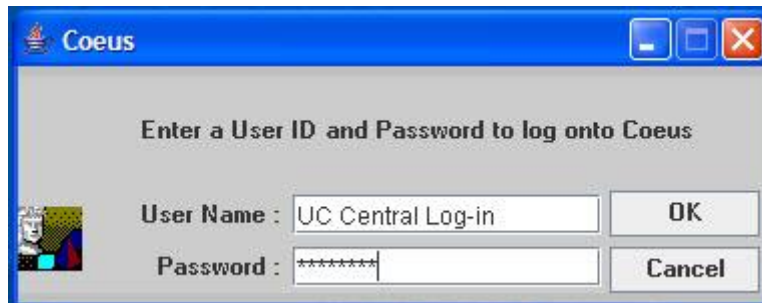 Coeus
Enter a User ID and Password to log onto Coeus
User Name : UC Central Log-in OK
Password : ******** Cancel